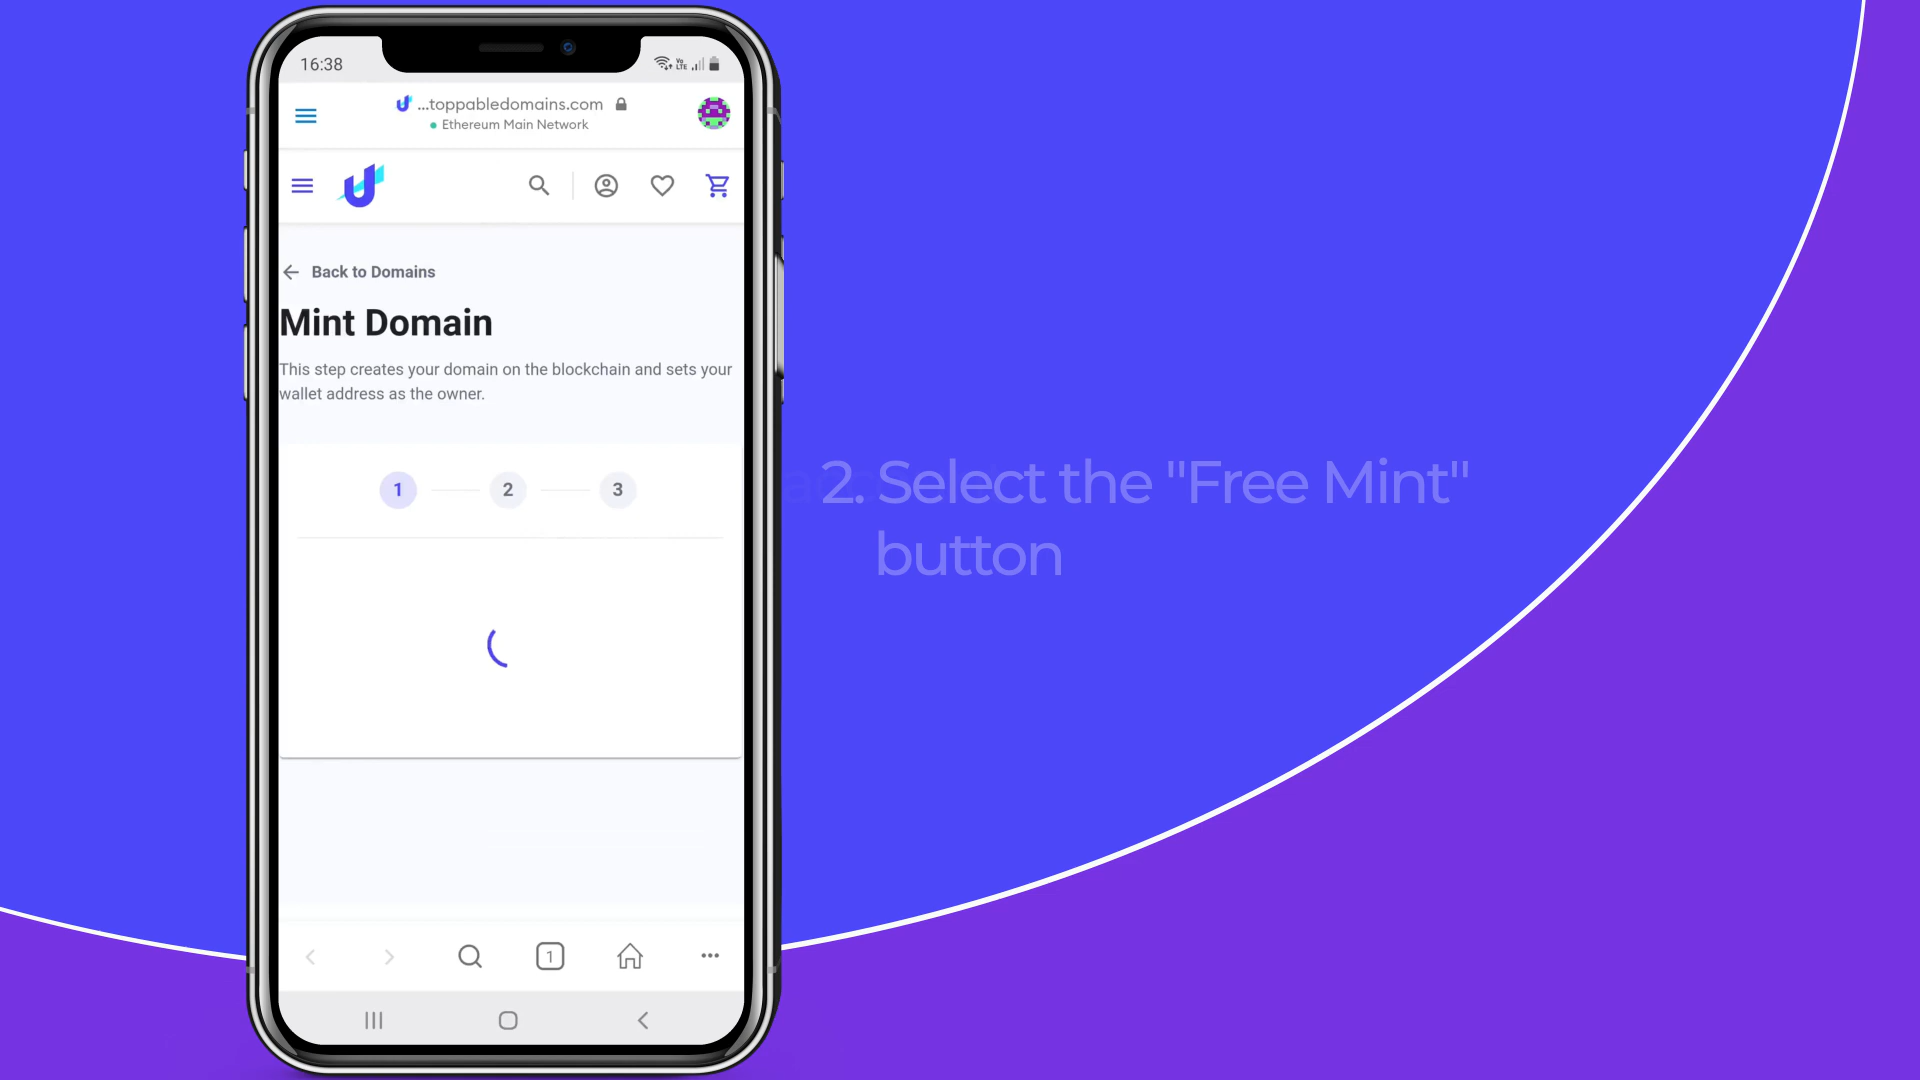 16:38
Vo LTE
...toppabledomains.com
Ethereum Main Network
Back to Domains
Mint Domain
This step creates your domain on the blockchain and sets your
wallet address as the owner.
1 2 3
2. Select the "Free Mint"
button
1